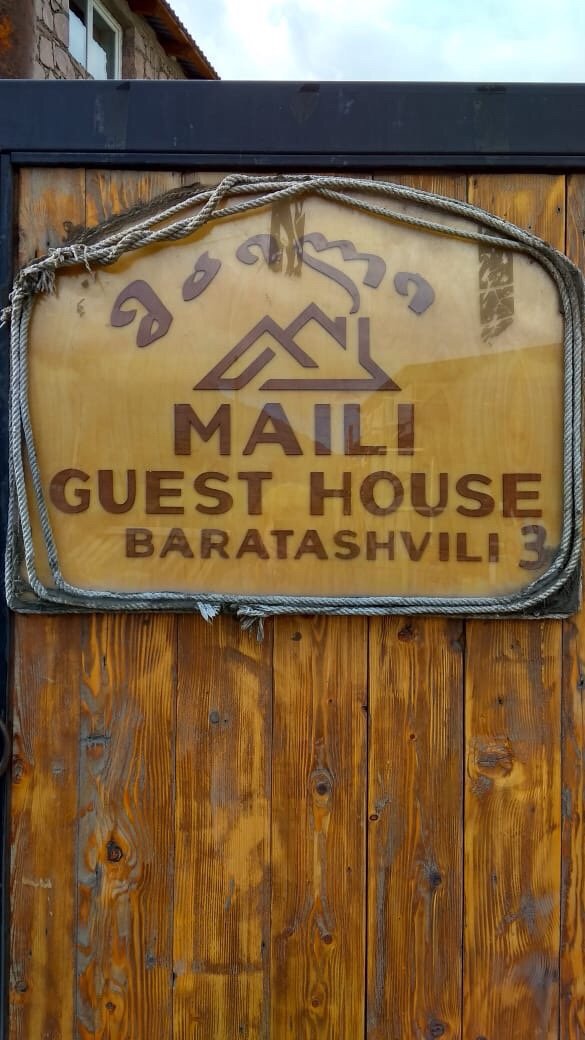 მაილი
MAILI
GUEST HOUSE
BARATASHVILI 3